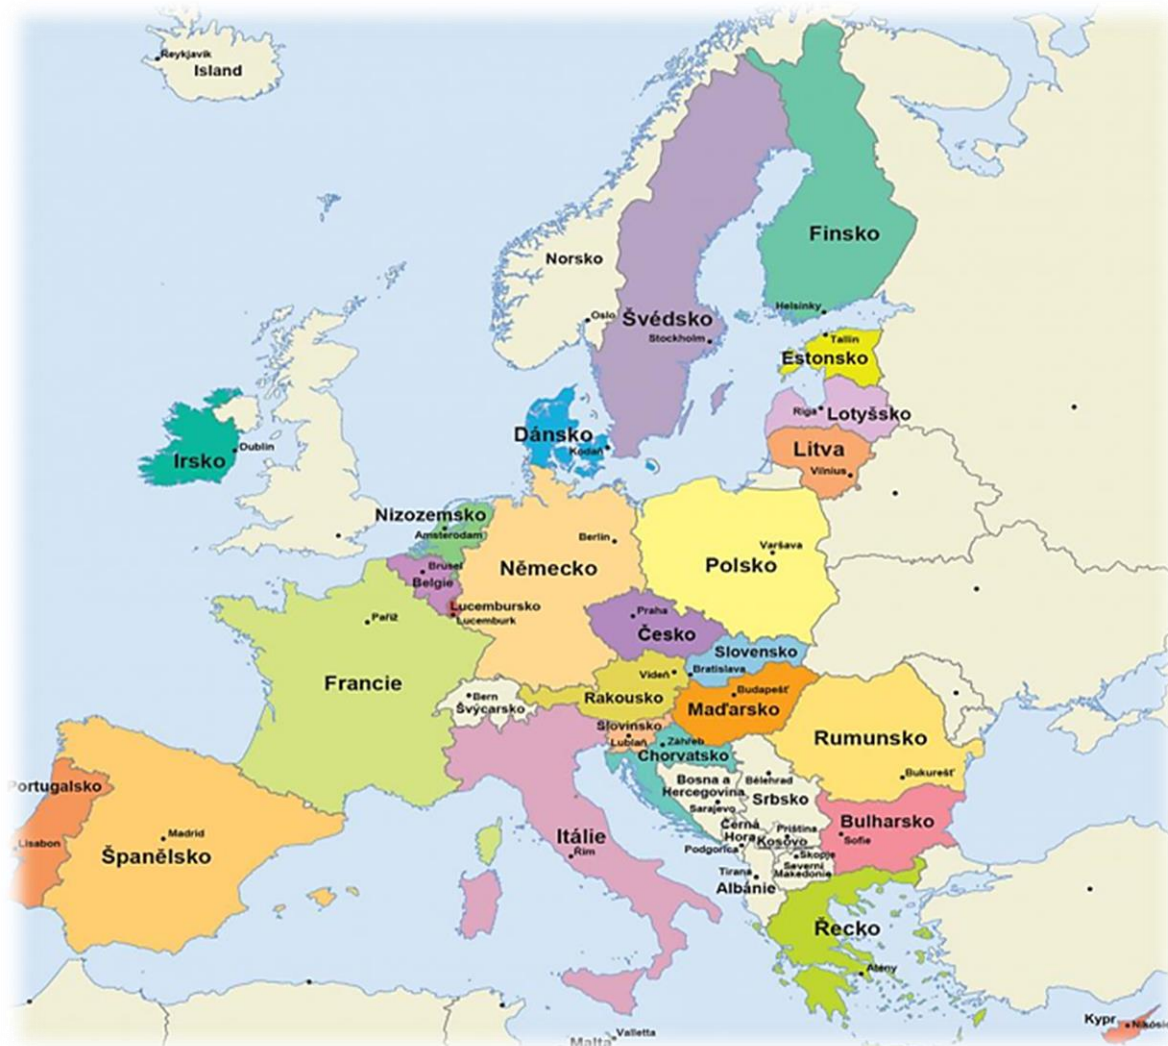 Reykjavik
Island
Finsko
Norsko
Helsinky
Oslo
Švédsko
Stockholm
Tallin
Estonsko
Riga
Lotyšsko
Dánsko
Kodaň
Litva
Vilnius
Dublin
Irsko
Nizozemsko
Amsterodam
Berlín
Varšava
Polsko
Německo
Brusel
Belgie
Lucembursko
Lucemburk
Paříž
Praha
Česko
Slovensko
Bratislava
Vídeň
Rakousko
Budapešť
Maďarsko
Francie
Bern
Švýcarsko
Slovinsko
Lublaň
Záhřeb
Chorvatsko
Rumunsko
Bukurešť
Bosna a
Hercegovina
Sarajevo
Bělehrad
Srbsko
Portugalsko
Lisabon
Madrid
Španělsko
Itálie
Řím
Černá
Hora
Podgorica
Priština
Kosovo
Bulharsko
Sofie
Skopje
Severní
Makedonie
Tirana
Albánie
Řecko
Atény
Kypr
Nikósie
Valletta
Malta